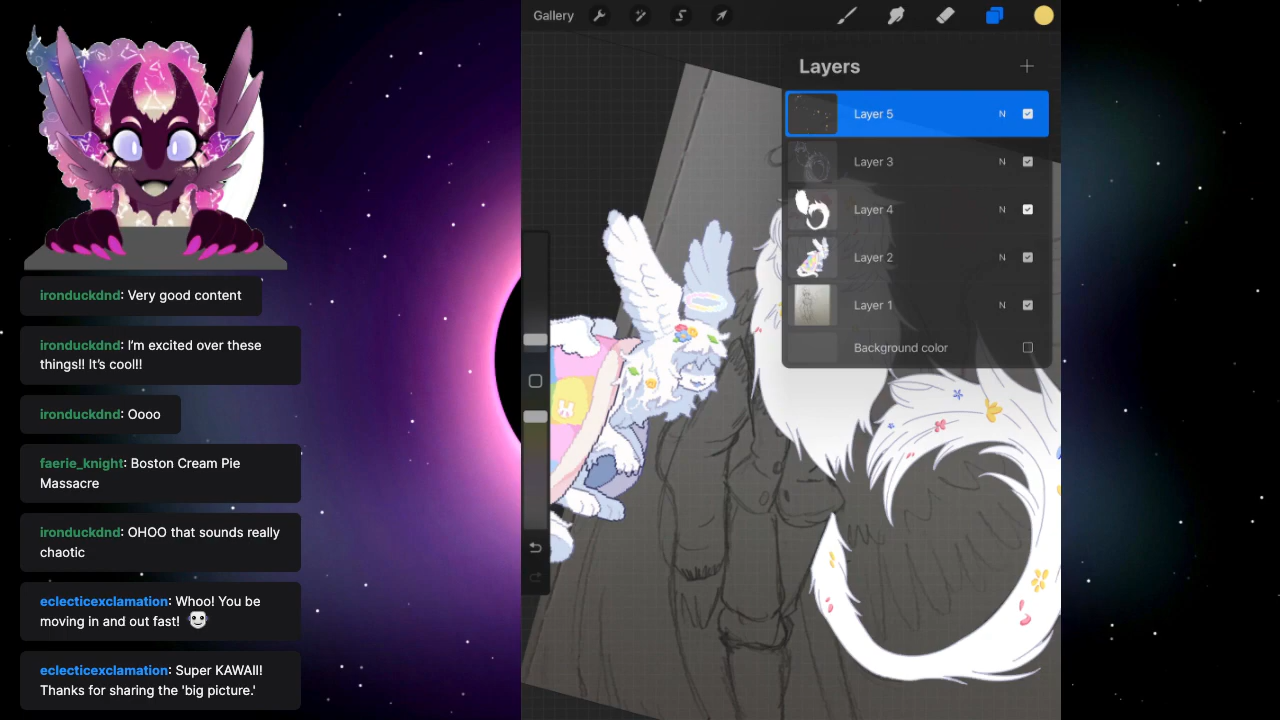 Gallery
Layers
Layer 5
N
Layer 3
N
Layer 4
N
Layer 2
N
Layer 1
N
Background color
ironduckdnd: Very good content
ironduckdnd: I'm excited over these
things!! It's cool!!
ironduckdnd: Oooo
faerie_knight: Boston Cream Pie
Massacre
ironduckdnd: OHOO that sounds really
chaotic
eclecticexclamation: Whoo! You be
moving in and out fast!
eclecticexclamation: Super KAWAII!
Thanks for sharing the 'big picture.'